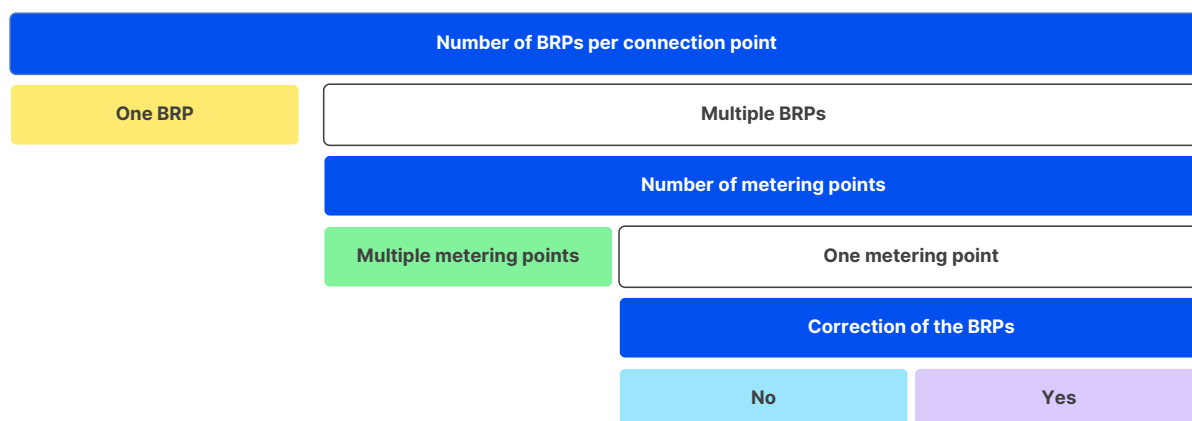 Number of BRPs per connection point
One BRP
Multiple BRPs
Number of metering points
Multiple metering points
One metering point
Correction of the BRPs
No
Yes